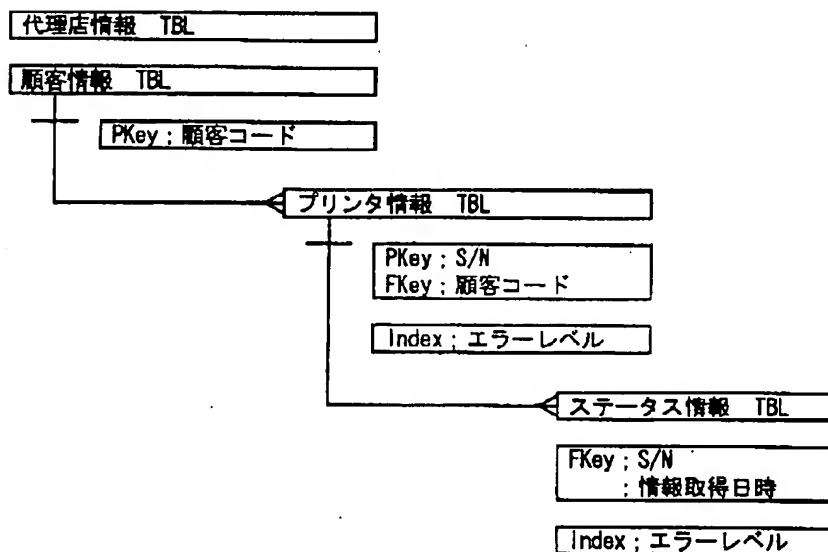 代理店情報 TBL
顧客情報 TBL
PKey ; 顧客コード
プリンタ情報 TBL
PKey ; S/N
FKey ; 顧客コード
Index ; エラーレベル
ステータス情報 TBL
FKey ; S/N
; 情報取得日時
Index ; エラーレベル